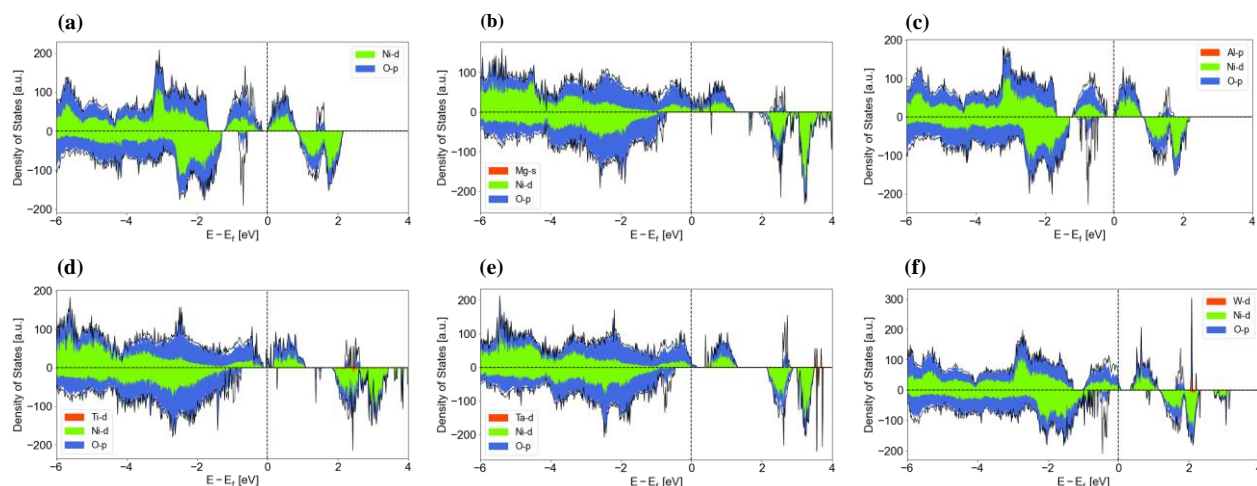 (a)
200
100
0
−100
−200
Density of States [a.u.]
Ni-d
O-p
−6 −4 −2 0 2 4
E − Ef [eV]
(b)
200
100
0
−100
−200
Density of States [a.u.]
Mg-s
Ni-d
O-p
−6 −4 −2 0 2 4
E − Ef [eV]
(c)
200
100
0
−100
−200
Density of States [a.u.]
Al-p
Ni-d
O-p
−6 −4 −2 0 2 4
E − Ef [eV]
(d)
200
100
0
−100
−200
Density of States [a.u.]
Ti-d
Ni-d
O-p
−6 −4 −2 0 2 4
E − Ef [eV]
(e)
200
100
0
−100
−200
Density of States [a.u.]
Ta-d
Ni-d
O-p
−6 −4 −2 0 2 4
E − Ef [eV]
(f)
300
200
100
0
−100
−200
Density of States [a.u.]
W-d
Ni-d
O-p
−6 −4 −2 0 2 4
E − Ef [eV]